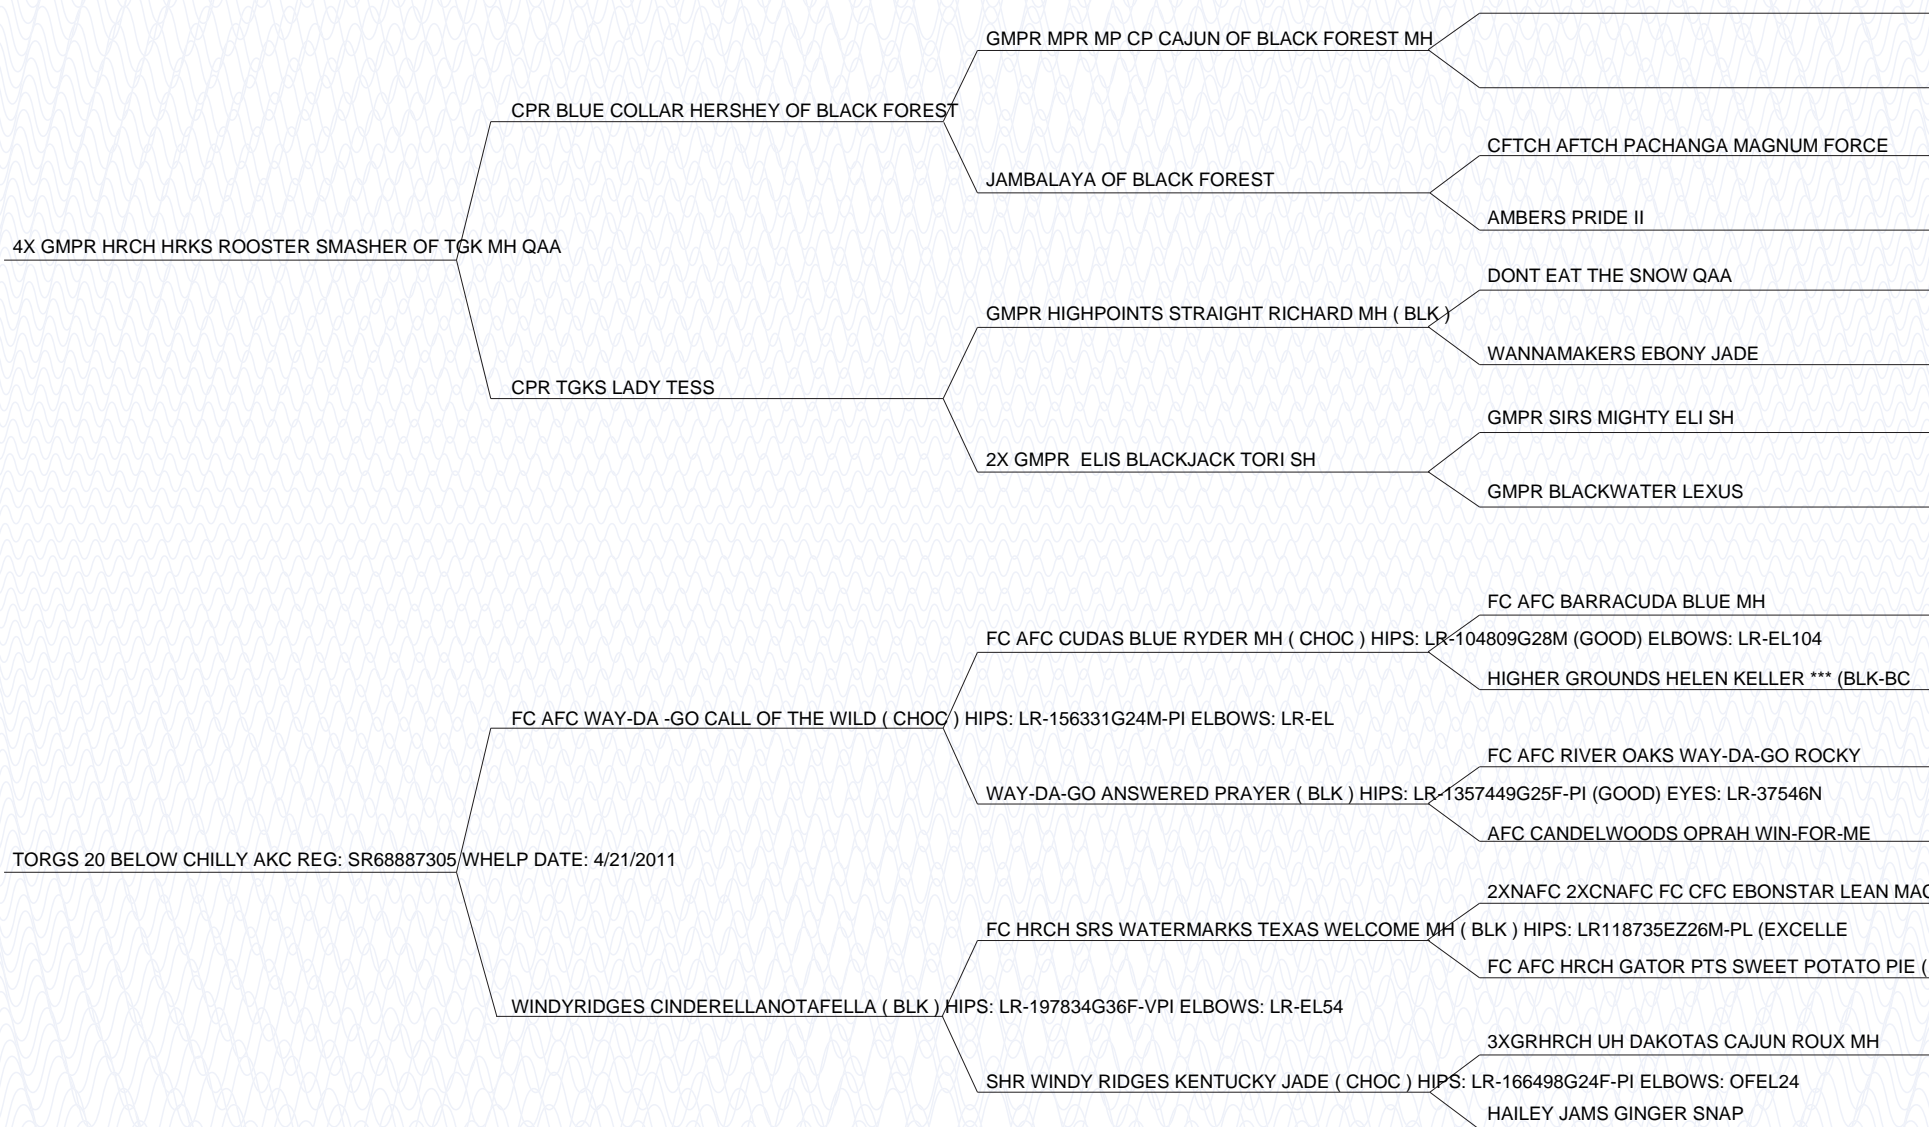 GMPR MPR MP CP CAJUN OF BLACK FOREST MH
CPR BLUE COLLAR HERSHEY OF BLACK FOREST
CFTCH AFTCH PACHANGA MAGNUM FORCE
JAMBALAYA OF BLACK FOREST
AMBERS PRIDE II
4X GMPR HRCH HRKS ROOSTER SMASHER OF TGK MH QAA
DONT EAT THE SNOW QAA
GMPR HIGHPOINTS STRAIGHT RICHARD MH ( BLK )
WANNAMAKERS EBONY JADE
CPR TGKS LADY TESS
GMPR SIRS MIGHTY ELI SH
2X GMPR  ELIS BLACKJACK TORI SH
GMPR BLACKWATER LEXUS
FC AFC BARRACUDA BLUE MH
FC AFC CUDAS BLUE RYDER MH ( CHOC ) HIPS: LR-104809G28M (GOOD) ELBOWS: LR-EL104
HIGHER GROUNDS HELEN KELLER *** (BLK-BC
FC AFC WAY-DA -GO CALL OF THE WILD ( CHOC ) HIPS: LR-156331G24M-PI ELBOWS: LR-EL
FC AFC RIVER OAKS WAY-DA-GO ROCKY
WAY-DA-GO ANSWERED PRAYER ( BLK ) HIPS: LR-1357449G25F-PI (GOOD) EYES: LR-37546N
AFC CANDELWOODS OPRAH WIN-FOR-ME
TORGS 20 BELOW CHILLY AKC REG: SR68887305 WHELP DATE: 4/21/2011
2XNAFC 2XCNAFC FC CFC EBONSTAR LEAN MAC
FC HRCH SRS WATERMARKS TEXAS WELCOME MH ( BLK ) HIPS: LR118735EZ26M-PL (EXCELLE
FC AFC HRCH GATOR PTS SWEET POTATO PIE (
WINDYRIDGES CINDERELLANOTAFELLA ( BLK ) HIPS: LR-197834G36F-VPI ELBOWS: LR-EL54
3XGRHRCH UH DAKOTAS CAJUN ROUX MH
SHR WINDY RIDGES KENTUCKY JADE ( CHOC ) HIPS: LR-166498G24F-PI ELBOWS: OFEL24
HAILEY JAMS GINGER SNAP